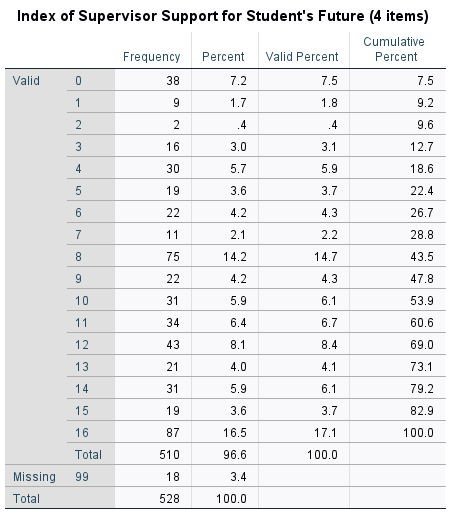 Index of Supervisor Support for Student's Future (4 items)
Frequency Percent Valid Percent Cumulative Percent
Valid 0 38 7.2 7.5 7.5
1 9 1.7 1.8 9.2
2 2 .4 .4 9.6
3 16 3.0 3.1 12.7
4 30 5.7 5.9 18.6
5 19 3.6 3.7 22.4
6 22 4.2 4.3 26.7
7 11 2.1 2.2 28.8
8 75 14.2 14.7 43.5
9 22 4.2 4.3 47.8
10 31 5.9 6.1 53.9
11 34 6.4 6.7 60.6
12 43 8.1 8.4 69.0
13 21 4.0 4.1 73.1
14 31 5.9 6.1 79.2
15 19 3.6 3.7 82.9
16 87 16.5 17.1 100.0
Total 510 96.6 100.0
Missing 99 18 3.4
Total 528 100.0